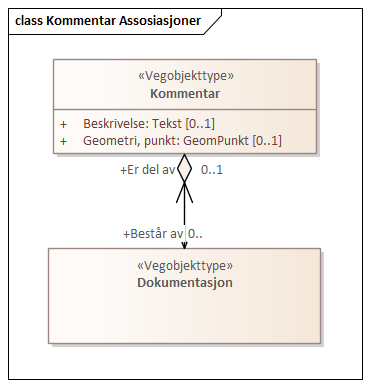 class Kommentar Assosiasjoner
«Vegobjekttype»
Kommentar
+ Beskrivelse: Tekst [0..1]
+ Geometri, punkt: GeomPunkt [0..1]
+Er del av 0..1
+Består av 0..
«Vegobjekttype»
Dokumentasjon